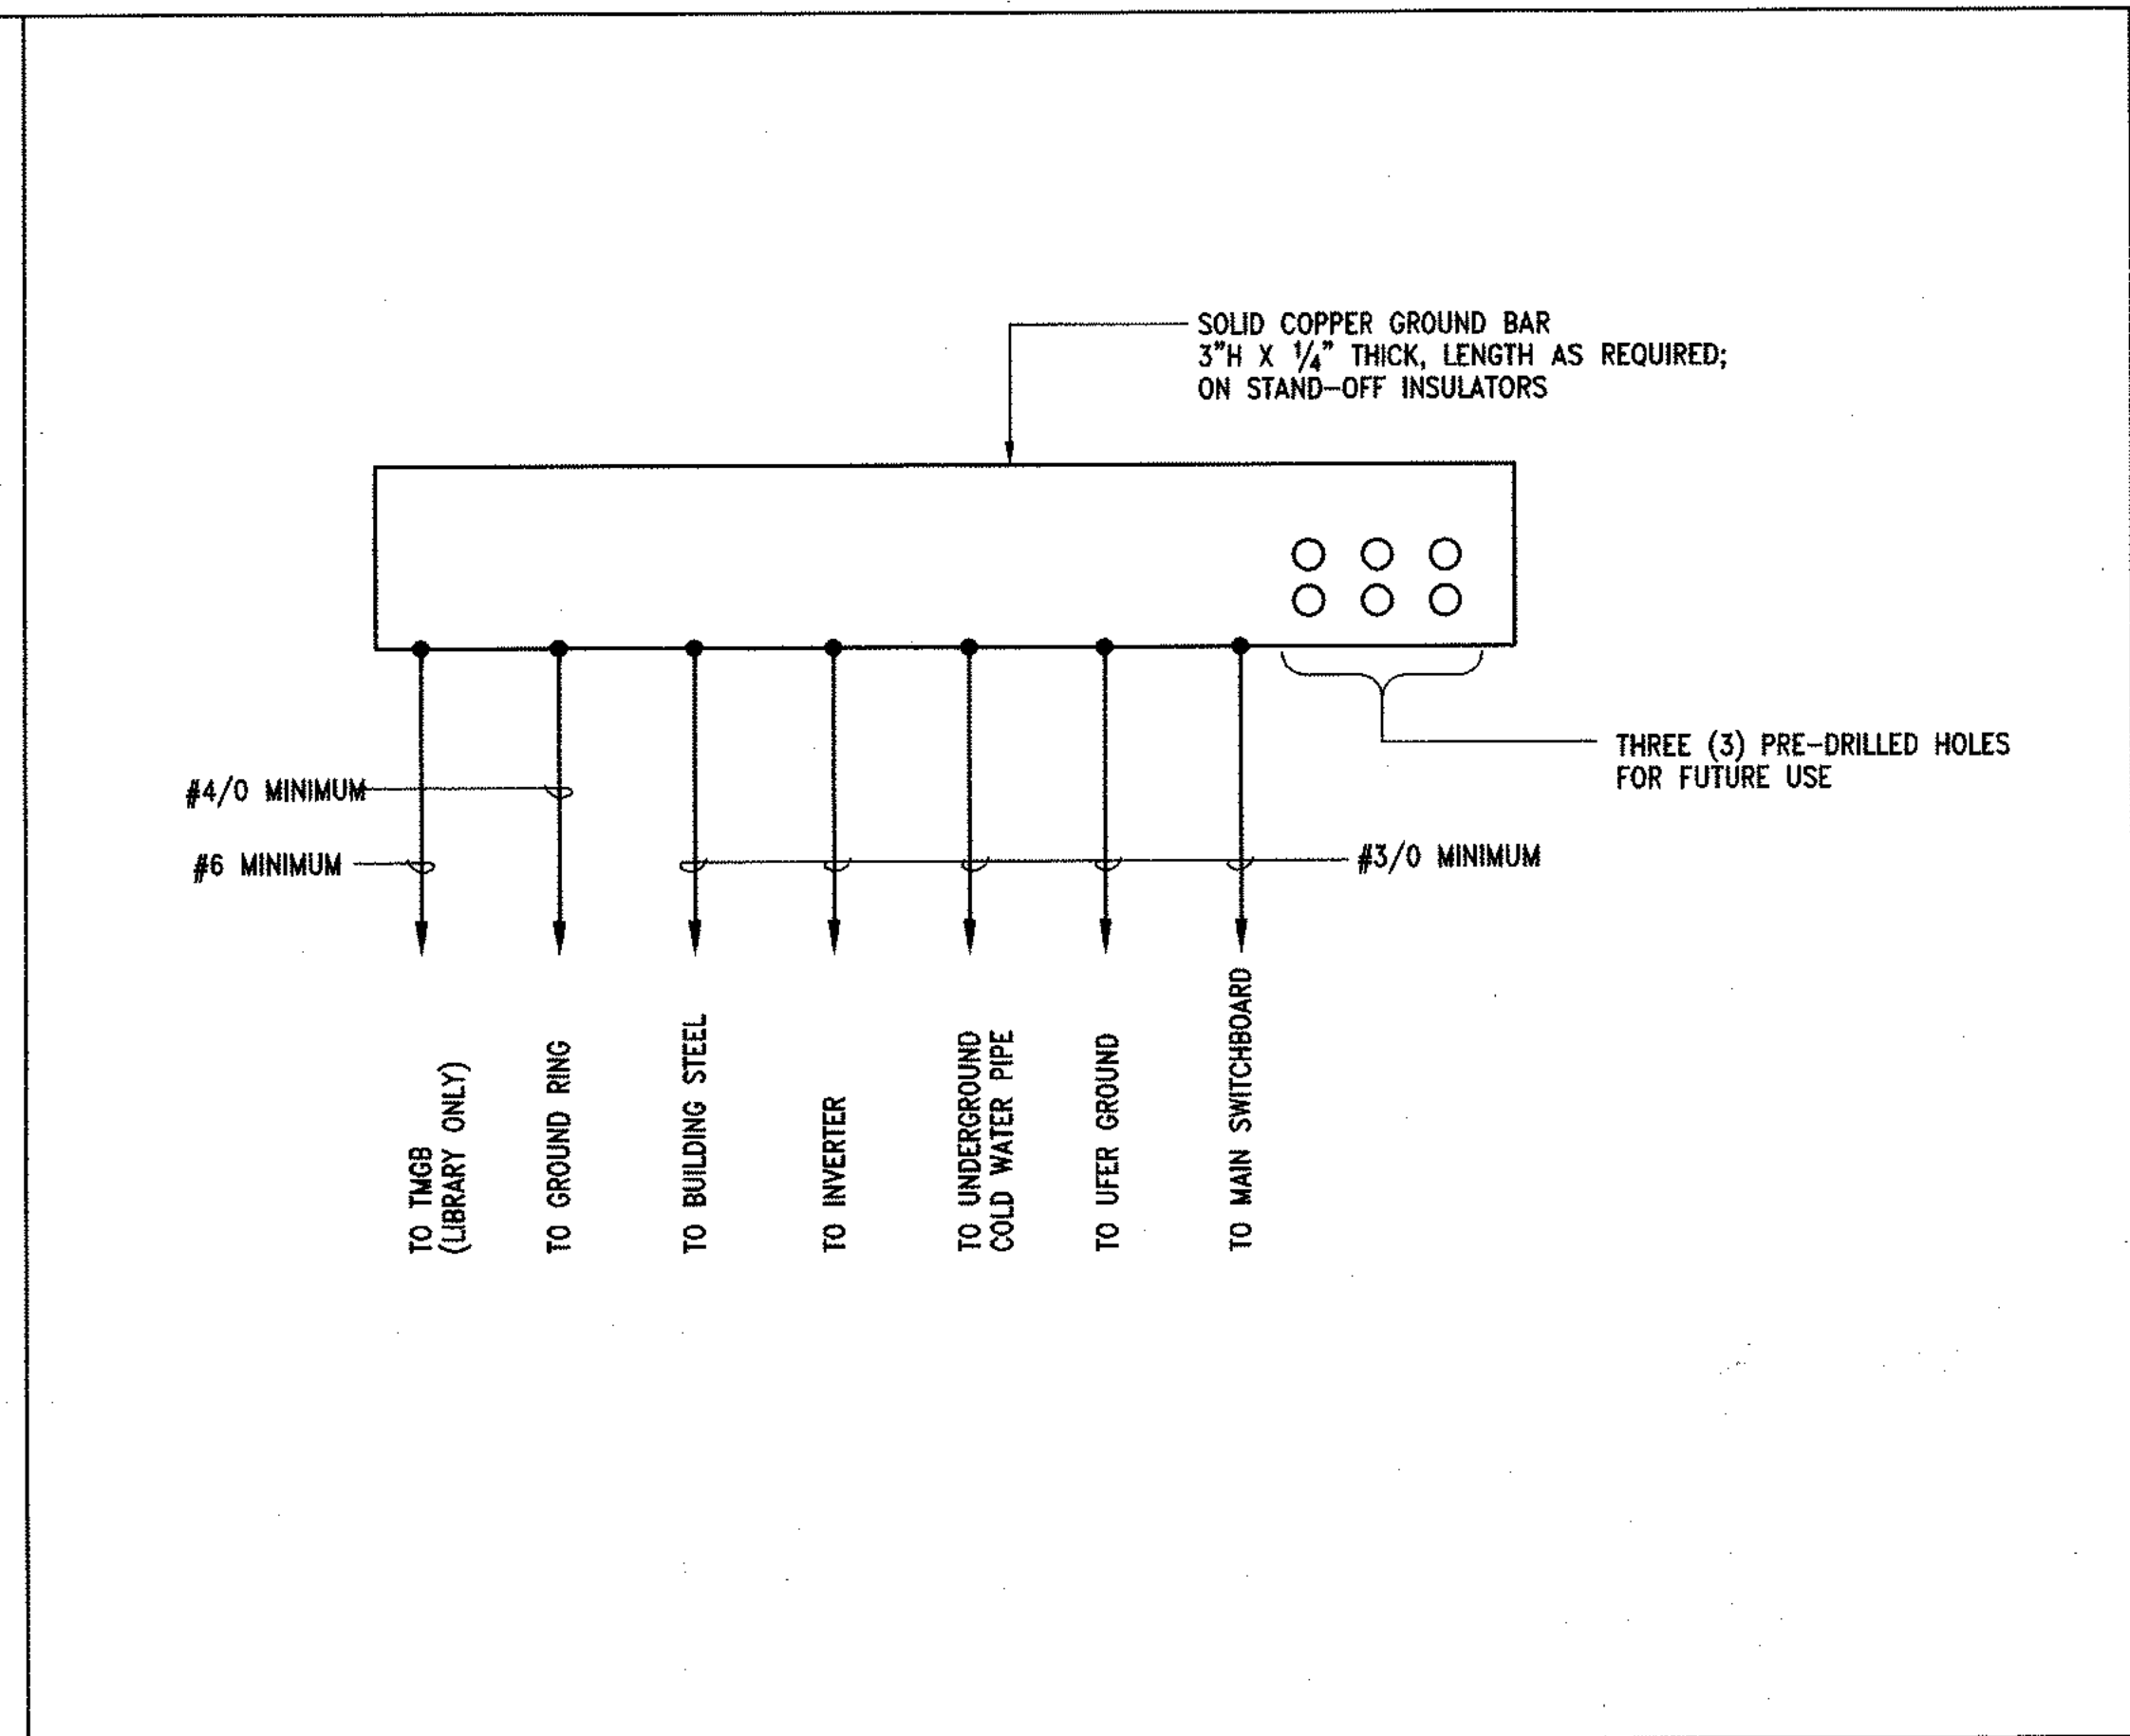 SOLID COPPER GROUND BAR
3"H X 1/4" THICK, LENGTH AS REQUIRED;
ON STAND-OFF INSULATORS
THREE (3) PRE-DRILLED HOLES
FOR FUTURE USE
#4/0 MINIMUM
#6 MINIMUM
#3/0 MINIMUM
TO TMGB
(LIBRARY ONLY)
TO GROUND RING
TO BUILDING STEEL
TO INVERTER
TO UNDERGROUND
COLD WATER PIPE
TO UFER GROUND
TO MAIN SWITCHBOARD